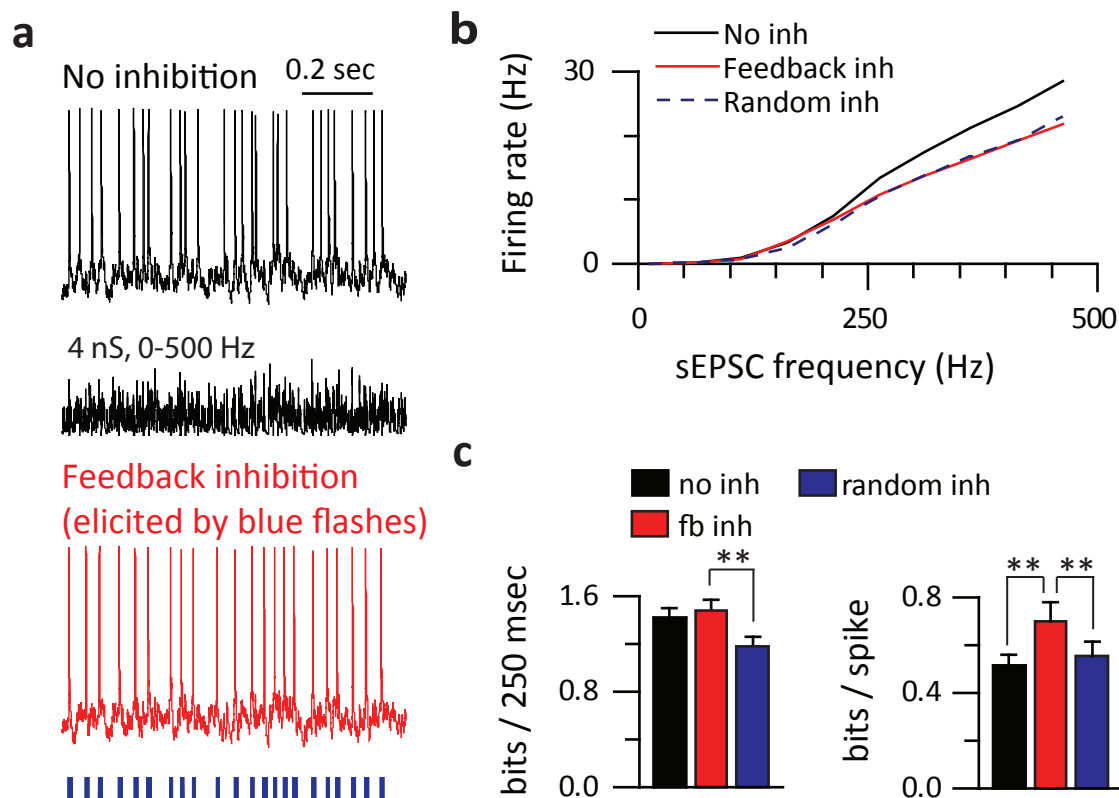 a
No inhibition
0.2 sec
4 nS, 0-500 Hz
Feedback inhibition
(elicited by blue flashes)
b
No inh
Feedback inh
Random inh
30
0
Firing rate (Hz)
0
250
500
sEPSC frequency (Hz)
c
no inh
random inh
fb inh
**
1.6
0.8
0.0
bits / 250 msec
**
**
0.8
0.4
0.0
bits / spike